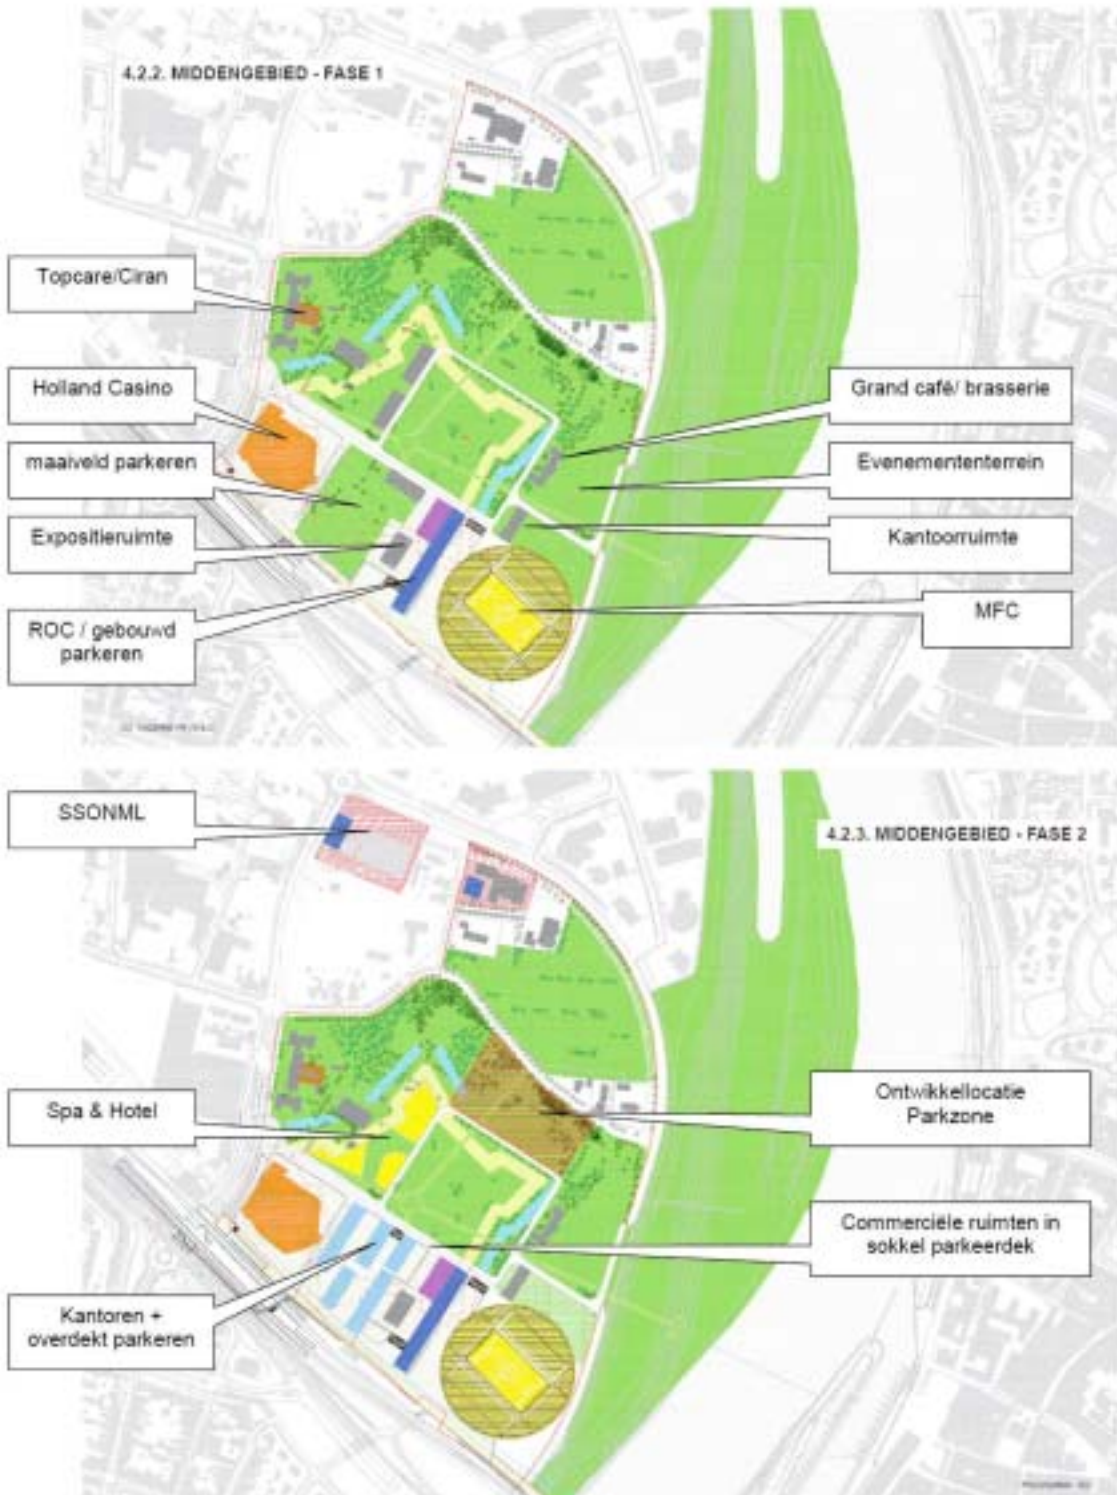 4.2.2. MIDDENGEBIED - FASE 1
Topcare/Ciran
Holland Casino
maaiveld parkeren
Expositieruimte
ROC / gebouwd
parkeren
Grand café/ brasserie
Evenemententerrein
Kantoorruimte
MFC
SSONML
4.2.3. MIDDENGEBIED - FASE 2
Spa & Hotel
Ontwikkellocatie
Parkzone
Commerciële ruimten in
sokkel parkeerdek
Kantoren +
overdekt parkeren